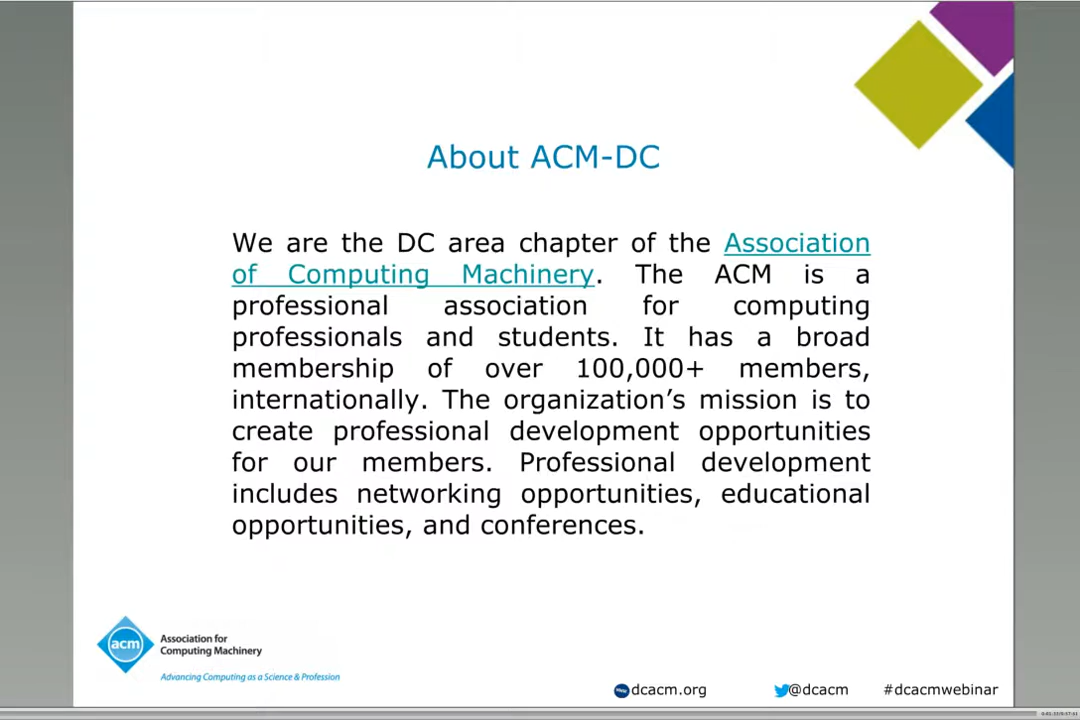 About ACM-DC
We are the DC area chapter of the Association
of Computing Machinery. The ACM is a
professional association for computing
professionals and students. It has a broad
membership of over 100,000+ members,
internationally. The organization’s mission is to
create professional development opportunities
for our members. Professional development
includes networking opportunities, educational
opportunities, and conferences.
acm
Association for
Computing Machinery
Advancing Computing as a Science & Profession
dcacm.org
@dcacm
#dcacmwebinar